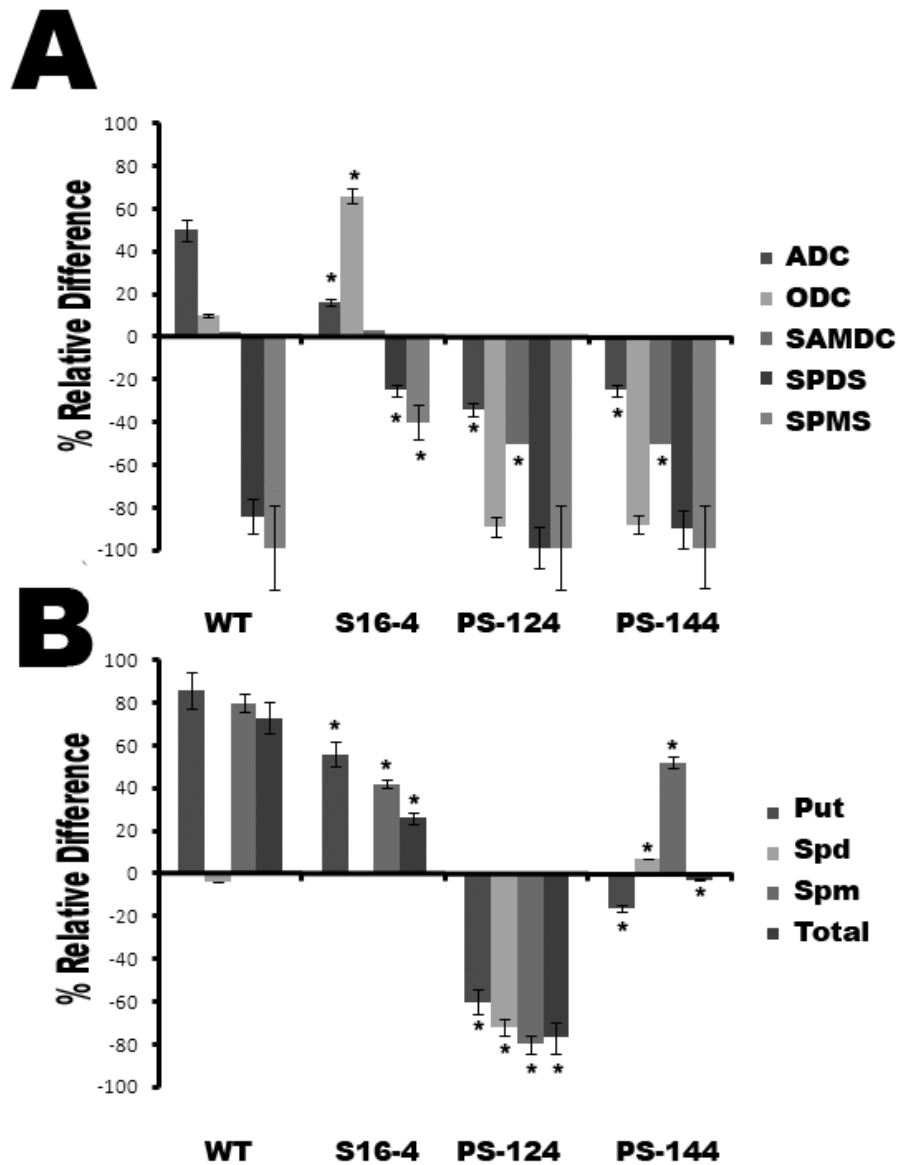 A
% Relative Difference
100
80
60
40
20
0
-20
-40
-60
-80
-100
* * * * * * * *
ADC
ODC
SAMDC
SPDS
SPMS
WT S16-4 PS-124 PS-144
B
% Relative Difference
100
80
60
40
20
0
-20
-40
-60
-80
-100
* * * * * * * * * * *
Put
Spd
Spm
Total
WT S16-4 PS-124 PS-144